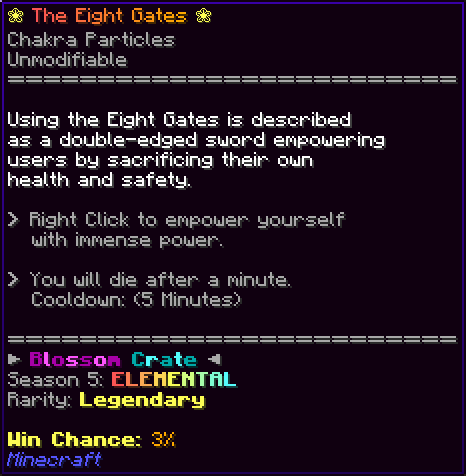 ❀ The Eight Gates ❀
Chakra Particles
Unmodifiable
==============================
Using the Eight Gates is described
as a double-edged sword empowering
users by sacrificing their own
health and safety.
> Right Click to empower yourself
with immense power.
> You will die after a minute.
Cooldown: (5 Minutes)
==============================
► Blossom Crate ◄
Season 5: ELEMENTAL
Rarity: Legendary
Win Chance: 3%
Minecraft